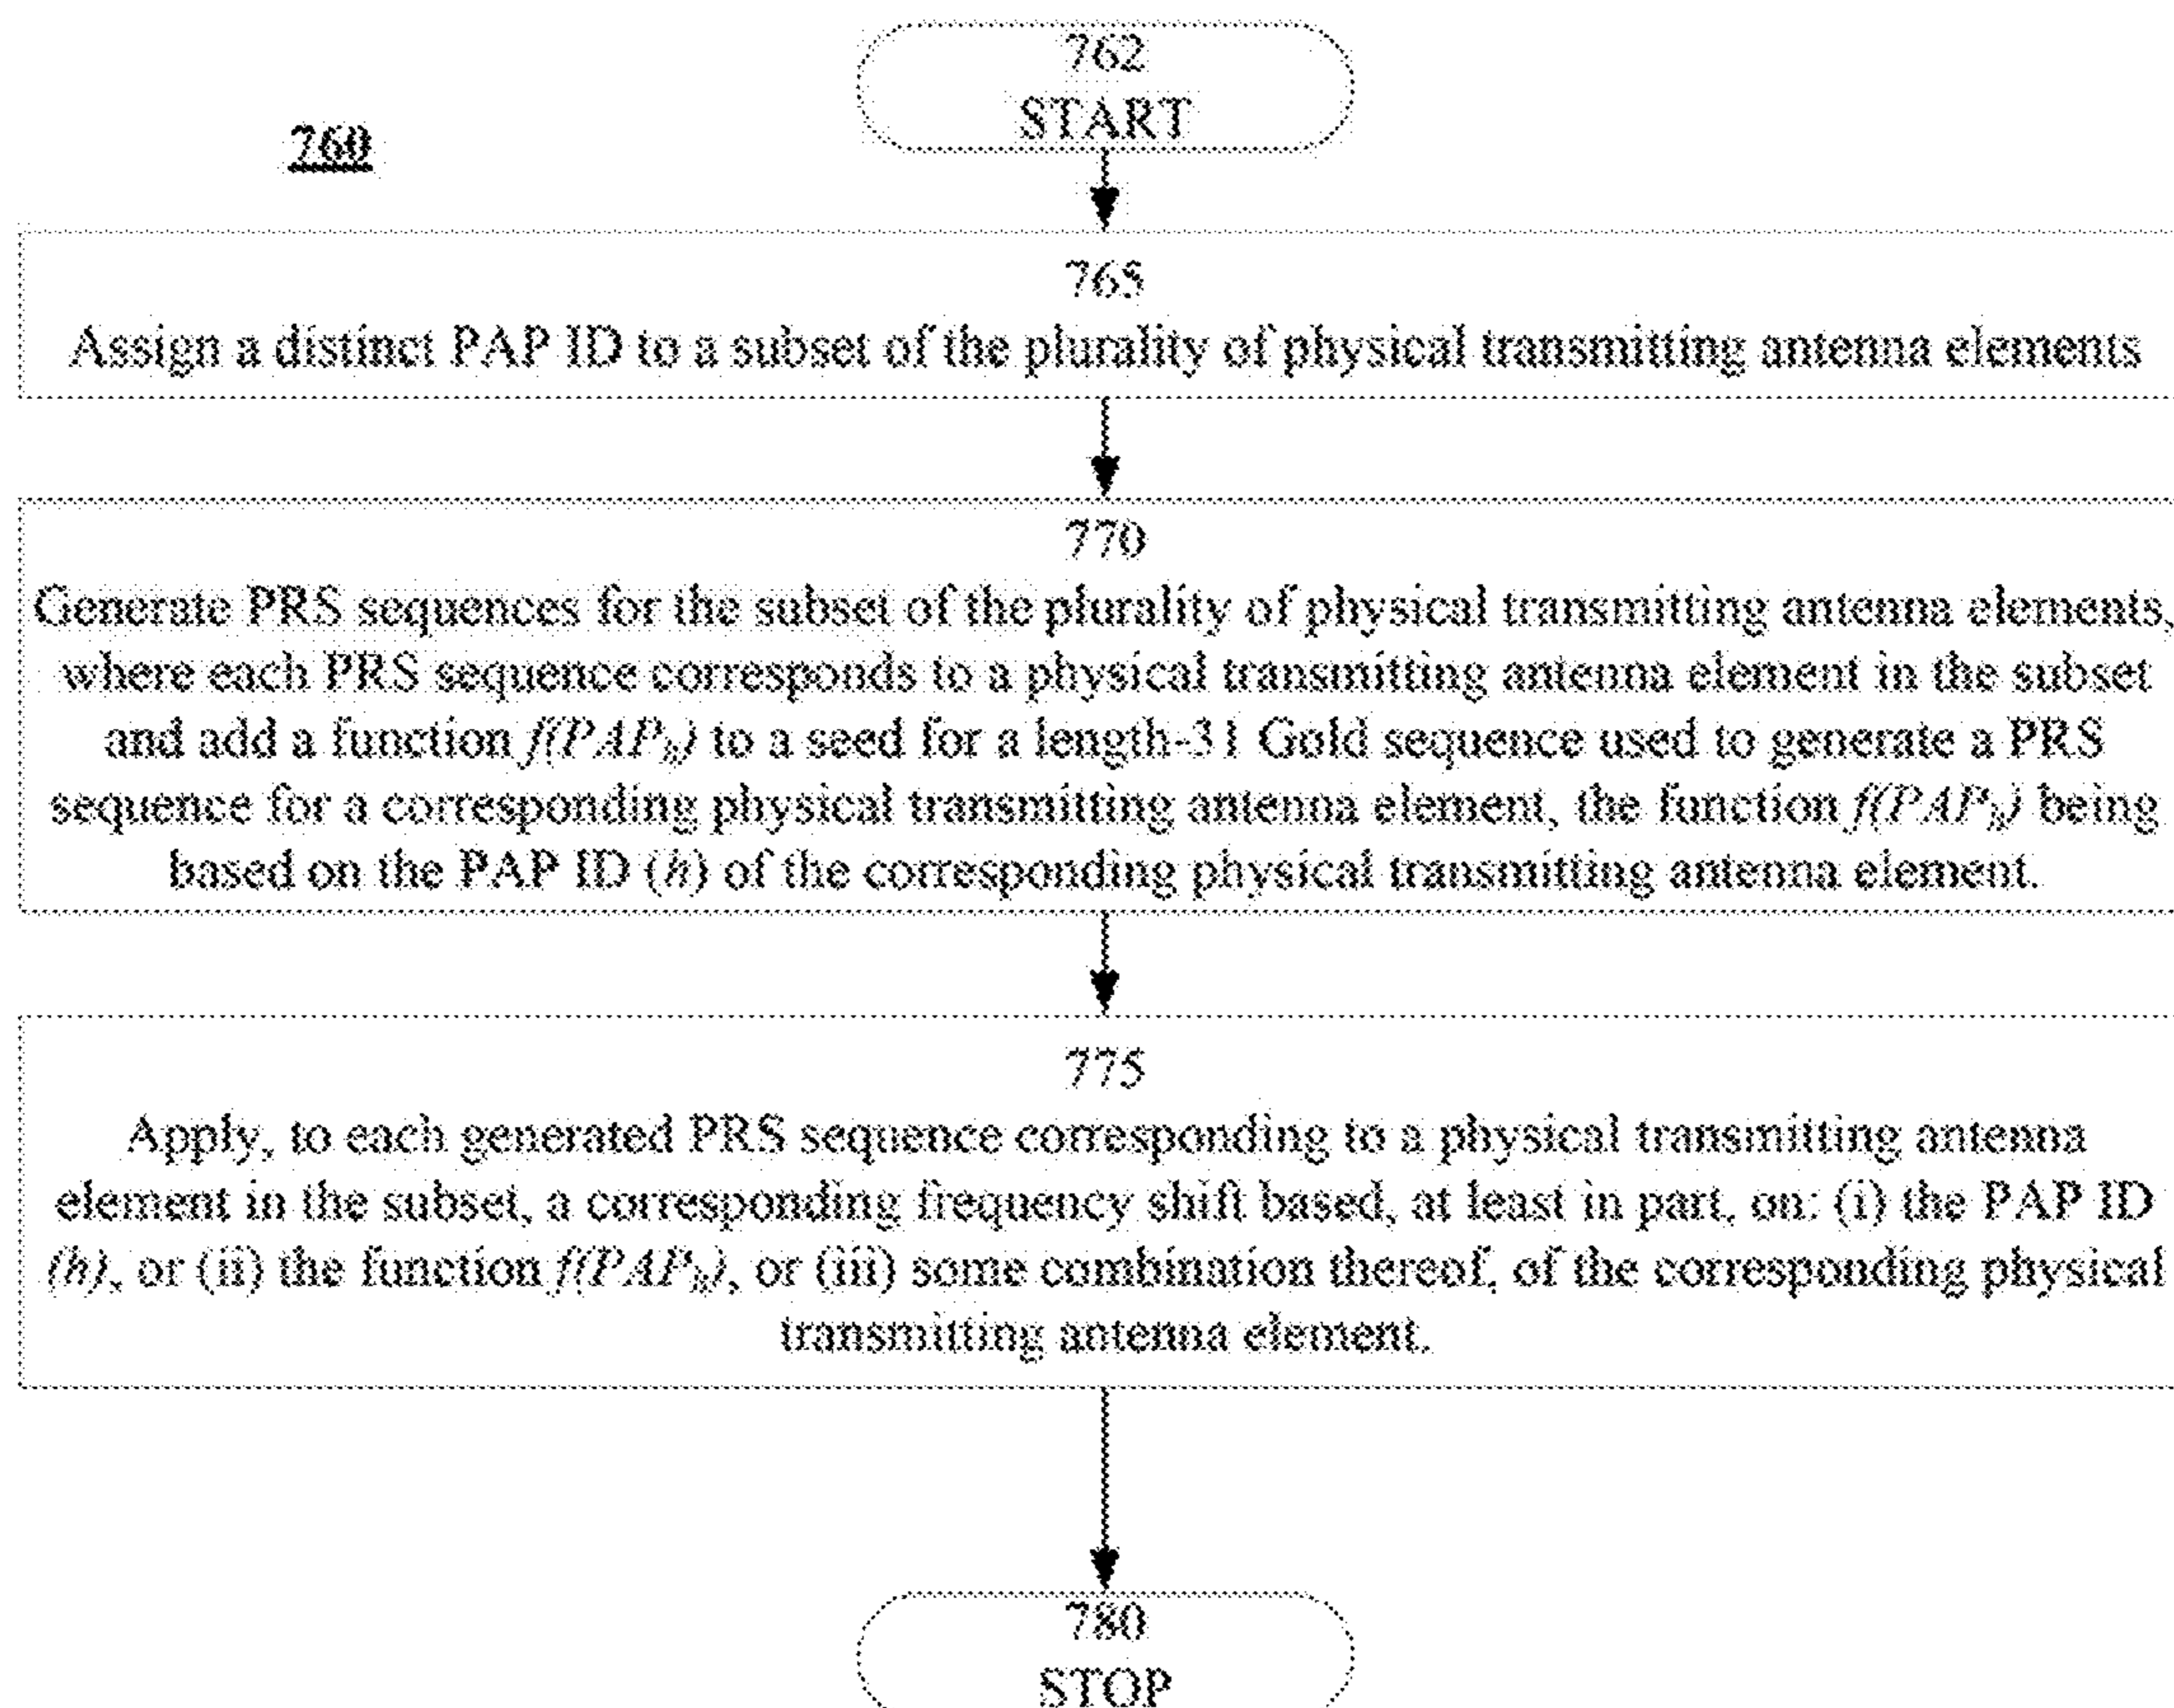 762
START
760
765
Assign a distinct PAP ID to a subset of the plurality of physical transmitting antenna elements
770
Generate PRS sequences for the subset of the plurality of physical transmitting antenna elements,
where each PRS sequence corresponds to a physical transmitting antenna element in the subset
and add a function f(PAPₕ) to a seed for a length-31 Gold sequence used to generate a PRS
sequence for a corresponding physical transmitting antenna element, the function f(PAPₕ) being
based on the PAP ID (h) of the corresponding physical transmitting antenna element.
775
Apply, to each generated PRS sequence corresponding to a physical transmitting antenna
element in the subset, a corresponding frequency shift based, at least in part, on: (i) the PAP ID
(h), or (ii) the function f(PAPₕ), or (iii) some combination thereof, of the corresponding physical
transmitting antenna element.
780
STOP